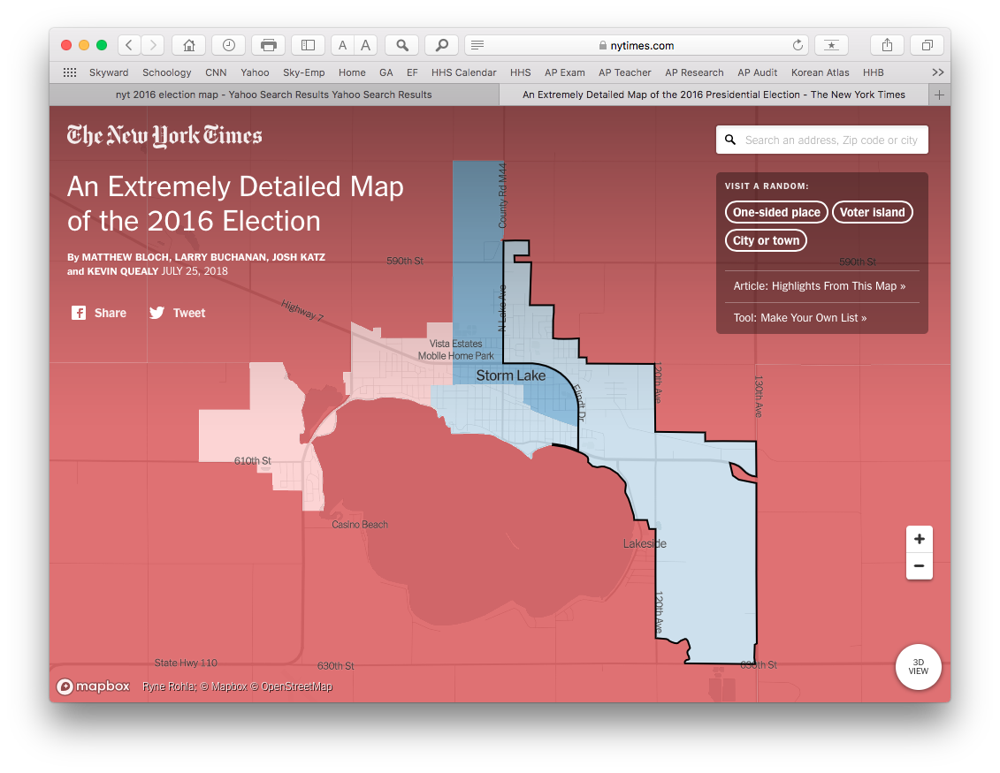 nytimes.com
A A
Skyward Schoology CNN Yahoo Sky-Emp Home GA EF HHS Calendar HHS AP Exam AP Teacher AP Research AP Audit Korean Atlas HHB
nyt 2016 election map - Yahoo Search Results Yahoo Search Results
An Extremely Detailed Map of the 2016 Presidential Election - The New York Times
The New York Times
Search an address, Zip code or city
An Extremely Detailed Map
of the 2016 Election
By MATTHEW BLOCH, LARRY BUCHANAN, JOSH KATZ
and KEVIN QUEALY JULY 25, 2018
Share
Tweet
VISIT A RANDOM:
One-sided place
Voter island
City or town
Article: Highlights From This Map »
Tool: Make Your Own List »
County Rd M44
590th St
590th St
Highway 7
N Lake Ave
Vista Estates
Mobile Home Park
Storm Lake
Flindt Dr
120th Ave
130th Ave
610th St
Casino Beach
Lakeside
120th Ave
State Hwy 110
630th St
630th St
+
−
3D
VIEW
mapbox
Ryne Rohla; © Mapbox © OpenStreetMap